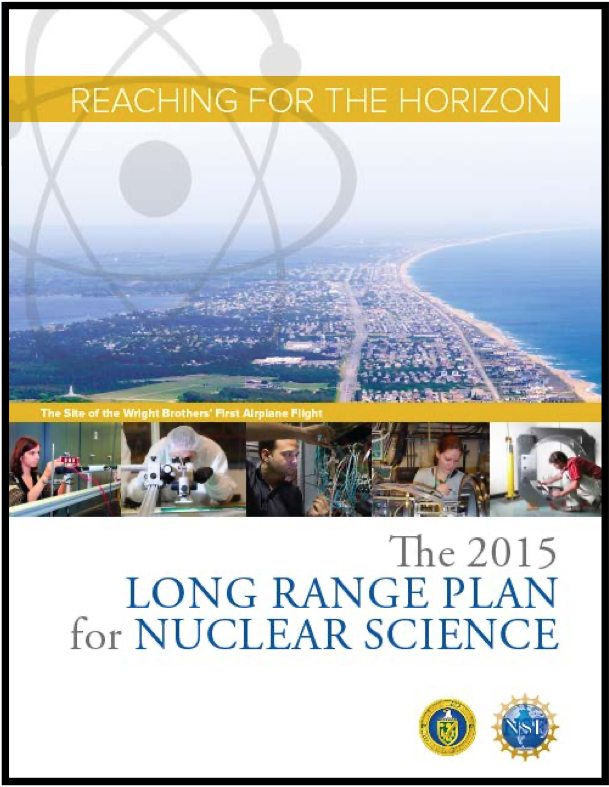 REACHING FOR THE HORIZON
The Site of the Wright Brothers' First Airplane Flight
The 2015
LONG RANGE PLAN
for NUCLEAR SCIENCE
NSF